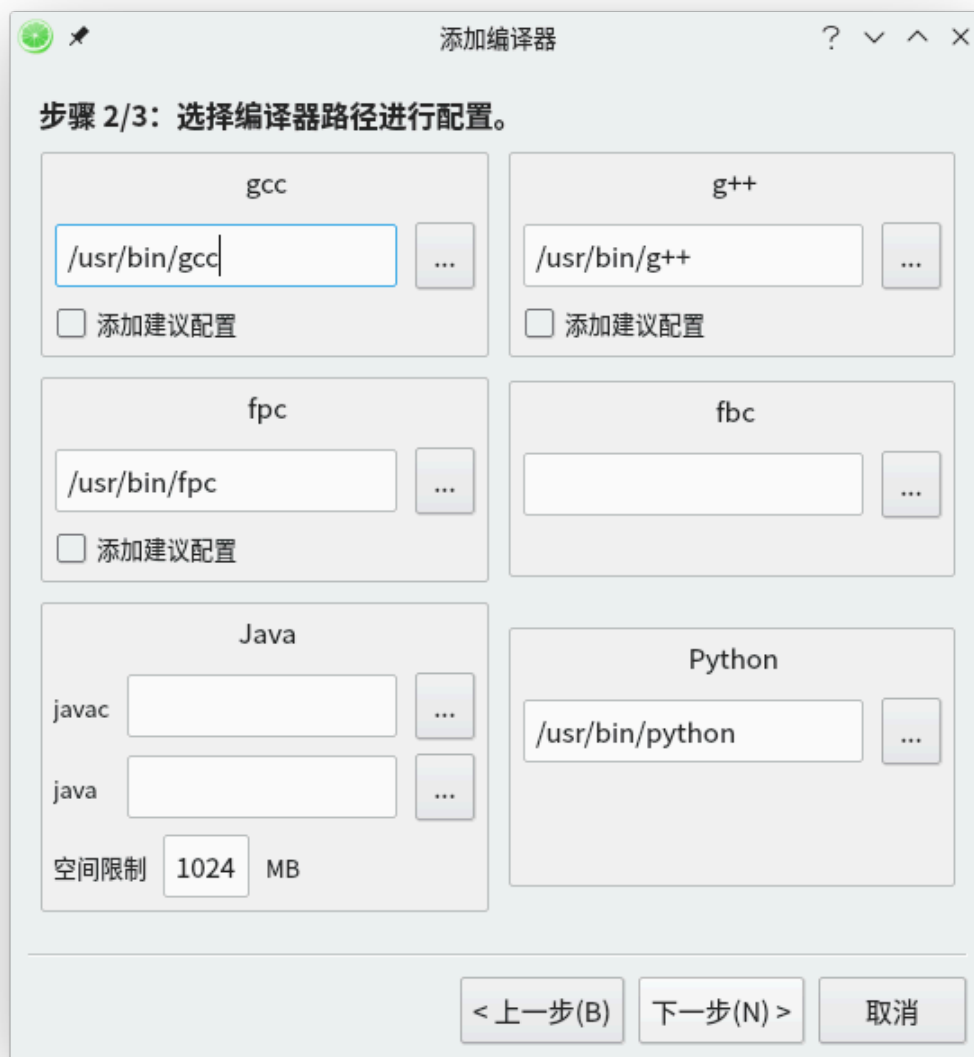 添加编译器
步骤 2/3：选择编译器路径进行配置。
gcc
/usr/bin/gcc
...
添加建议配置
g++
/usr/bin/g++
...
添加建议配置
fpc
/usr/bin/fpc
...
添加建议配置
fbc
...
Java
javac
...
java
...
空间限制 1024 MB
Python
/usr/bin/python
...
< 上一步(B) 下一步(N) > 取消